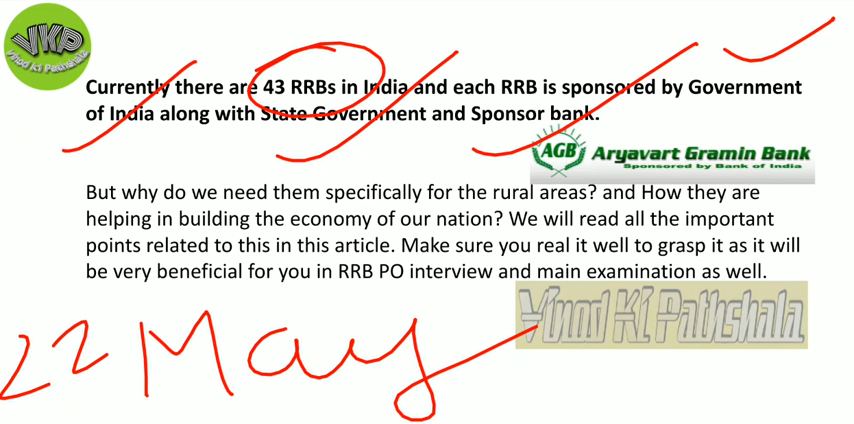 VKP
Vinod Ki Pathshala
Currently there are 43 RRBs in India and each RRB is sponsored by Government
of India along with State Government and Sponsor bank.
AGB Aryavart Gramin Bank
Sponsored by Bank of India
But why do we need them specifically for the rural areas? and How they are
helping in building the economy of our nation? We will read all the important
points related to this in this article. Make sure you real it well to grasp it as it will
be very beneficial for you in RRB PO interview and main examination as well.
Vinod Ki Pathshala
22 May